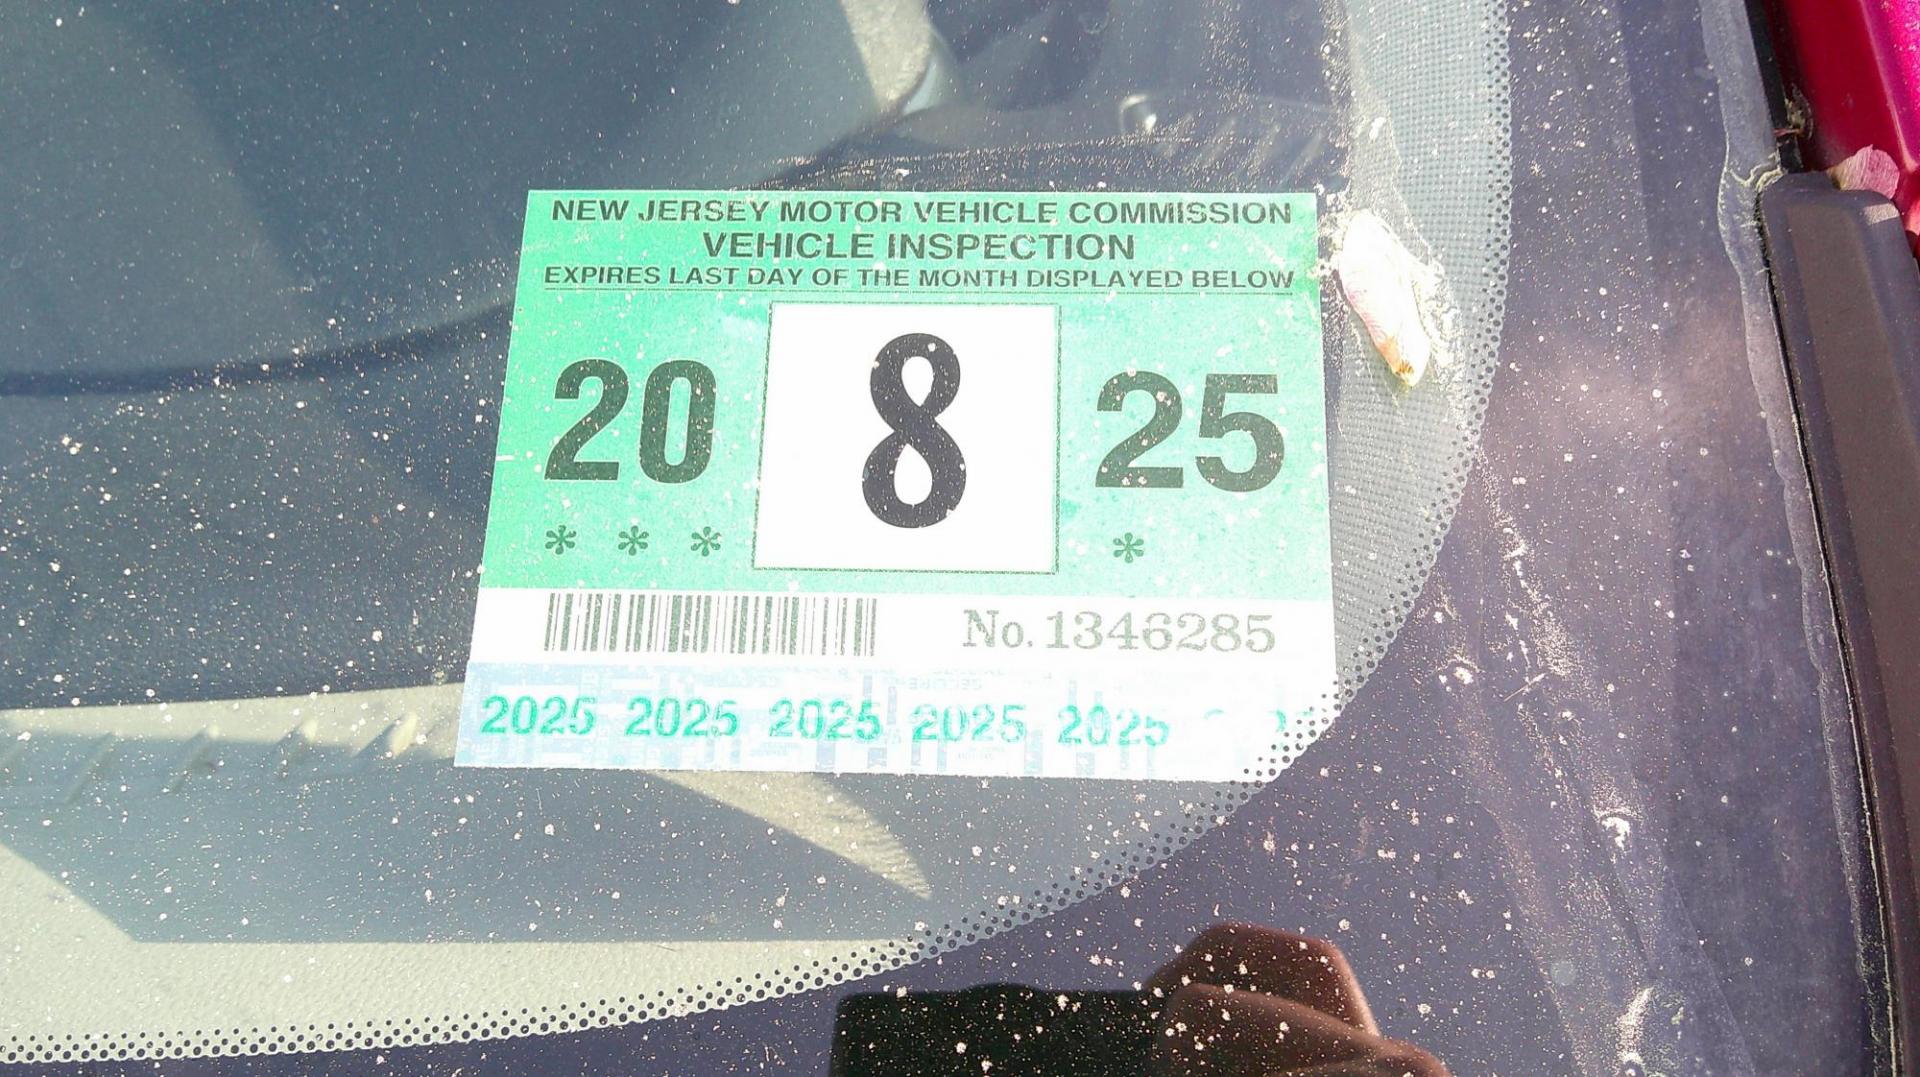 NEW JERSEY MOTOR VEHICLE COMMISSION
VEHICLE INSPECTION
EXPIRES LAST DAY OF THE MONTH DISPLAYED BELOW
20 8 25
* * * *
No. 1346285
2025 2025 2025 2025 2025